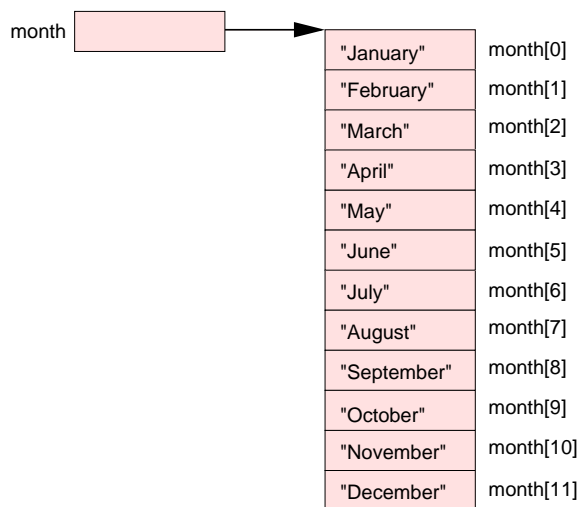 month
"January" month[0]
"February" month[1]
"March" month[2]
"April" month[3]
"May" month[4]
"June" month[5]
"July" month[6]
"August" month[7]
"September" month[8]
"October" month[9]
"November" month[10]
"December" month[11]